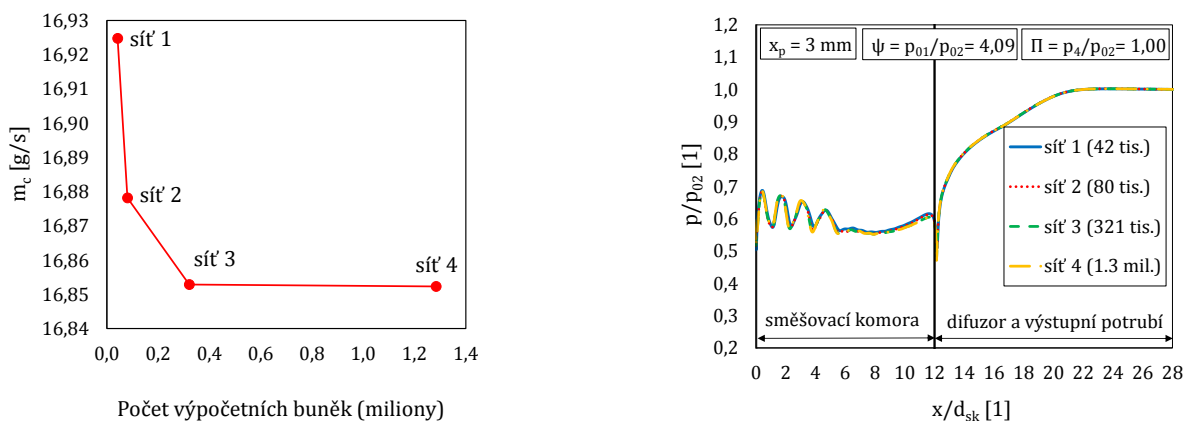 16,93
16,92
16,91
16,90
16,89
16,88
16,87
16,86
16,85
16,84
m_c [g/s]
síť 1
síť 2
síť 3
síť 4
0,0 0,2 0,4 0,6 0,8 1,0 1,2 1,4
Počet výpočetních buněk (miliony)
1,2
1,1
1,0
0,9
0,8
0,7
0,6
0,5
0,4
0,3
0,2
p/p₀₂ [1]
x_p = 3 mm
ψ = p₀₁/p₀₂= 4,09
Π = p₄/p₀₂= 1,00
síť 1 (42 tis.)
síť 2 (80 tis.)
síť 3 (321 tis.)
síť 4 (1.3 mil.)
směšovací komora
difuzor a výstupní potrubí
0 2 4 6 8 10 12 14 16 18 20 22 24 26 28
x/d_sk [1]